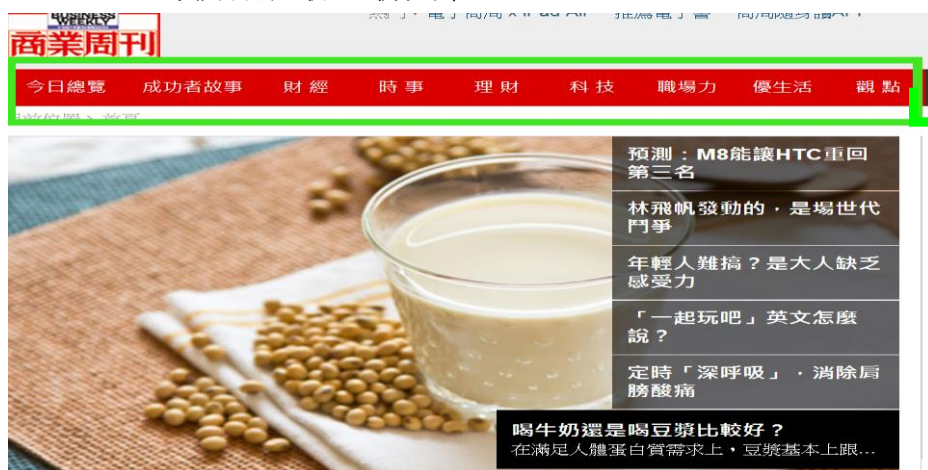 BUSINESS
WEEKLY
商業周刊
今日總覽 成功者故事 財經 時事 理財 科技 職場力 優生活 觀點
預測：M8能讓HTC重回
第三名
林飛帆發動的，是場世代
鬥爭
年輕人難搞？是大人缺乏
感受力
「一起玩吧」英文怎麼
說？
定時「深呼吸」，消除肩
膀酸痛
喝牛奶還是喝豆漿比較好？
在滿足人體蛋白質需求上，豆漿基本上跟...